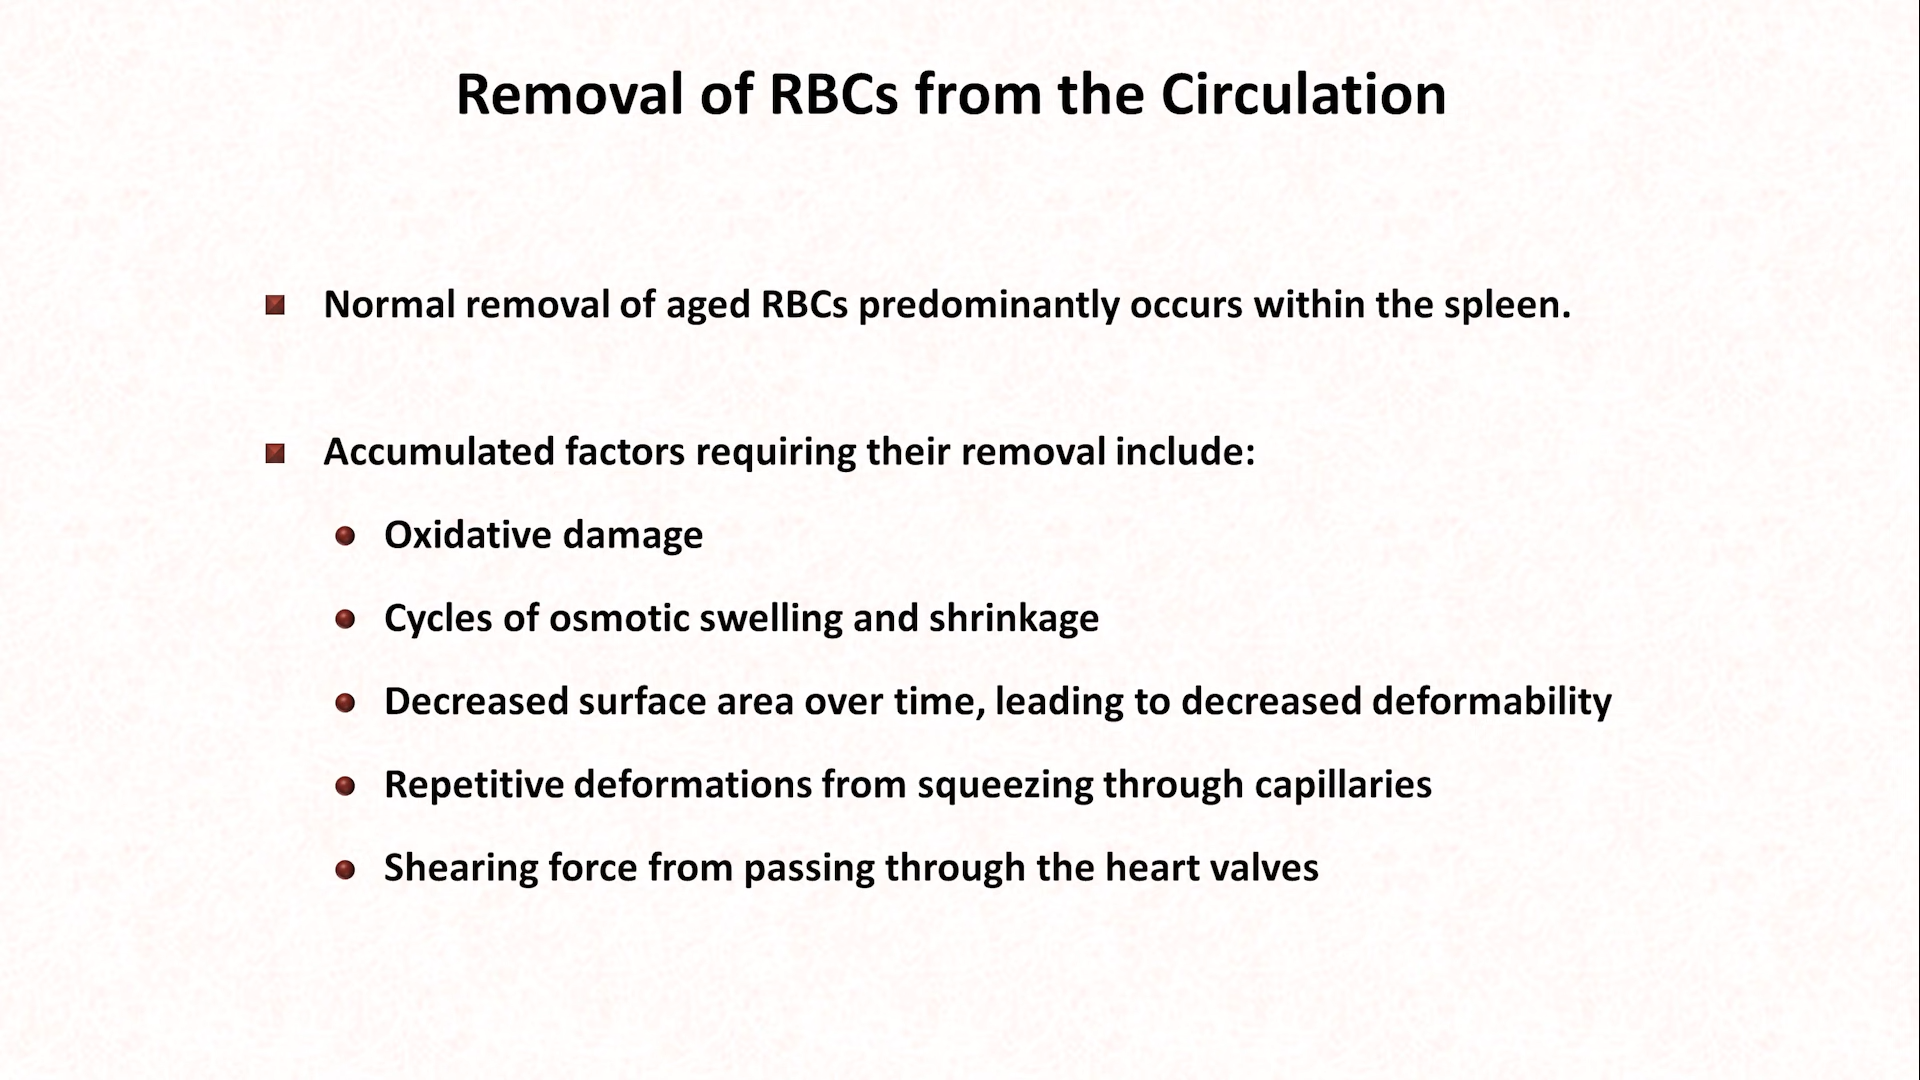 Removal of RBCs from the Circulation
Normal removal of aged RBCs predominantly occurs within the spleen.
Accumulated factors requiring their removal include:
Oxidative damage
Cycles of osmotic swelling and shrinkage
Decreased surface area over time, leading to decreased deformability
Repetitive deformations from squeezing through capillaries
Shearing force from passing through the heart valves